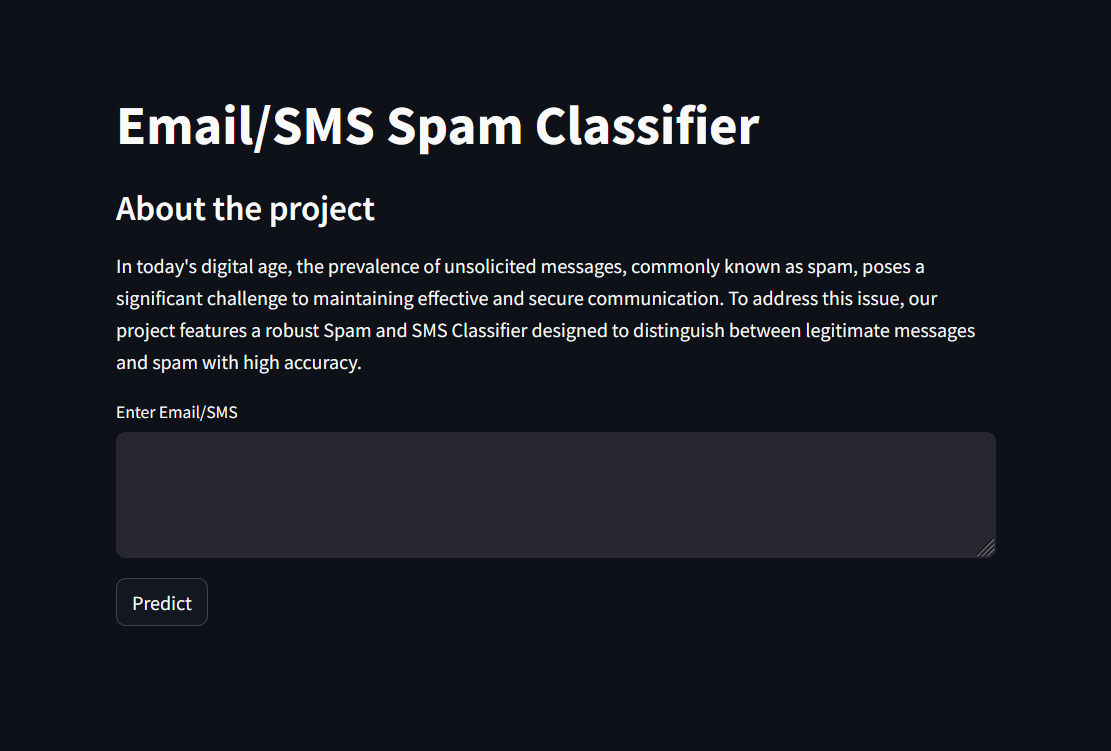 Email/SMS Spam Classifier
About the project
In today's digital age, the prevalence of unsolicited messages, commonly known as spam, poses a
significant challenge to maintaining effective and secure communication. To address this issue, our
project features a robust Spam and SMS Classifier designed to distinguish between legitimate messages
and spam with high accuracy.
Enter Email/SMS
Predict